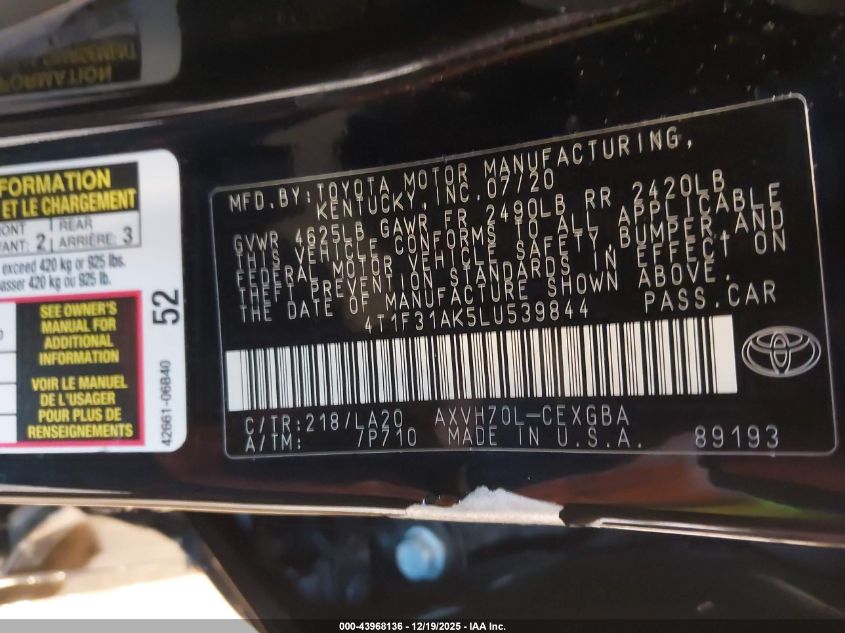 FORMATION
ET LE CHARGEMENT
ONT
REAR
ANT: 2
ARRIÈRE: 3
exceed 420 kg or 925 lbs.
passer 420 kg ou 925 lb.
SEE OWNER'S
MANUAL FOR
ADDITIONAL
INFORMATION
VOIR LE MANUEL
DE L'USAGER
POUR PLUS DE
RENSEIGNEMENTS
52
42661-06840
MFD. BY: TOYOTA MOTOR MANUFACTURING,
KENTUCKY, INC. 07/20
GVWR 4625LB GAWR FR 2490LB RR 2420LB
THIS VEHICLE CONFORMS TO ALL APPLICABLE
FEDERAL MOTOR VEHICLE SAFETY, BUMPER, AND
THEFT PREVENTION STANDARDS IN EFFECT ON
THE DATE OF MANUFACTURE SHOWN ABOVE.
4T1F31AK5LU539844 PASS. CAR
C/TR: 218/LA20 AXVH70L-CEXGBA
A/TM: 7P710 MADE IN U.S.A. 89193
000-43968136 - 12/19/2025 - IAA Inc.